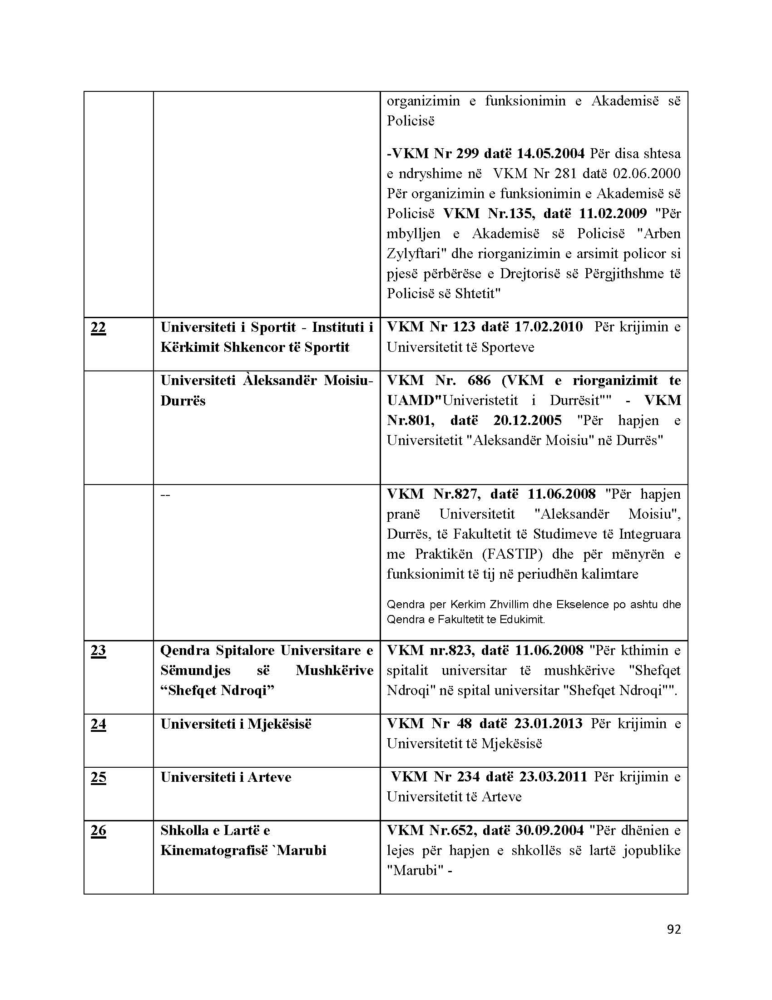 organizimin e funksionimin e Akademisë së
Policisë
-VKM Nr 299 datë 14.05.2004 Për disa shtesa
e ndryshime në VKM Nr 281 datë 02.06.2000
Për organizimin e funksionimin e Akademisë së
Policisë VKM Nr.135, datë 11.02.2009 "Për
mbylljen e Akademisë së Policisë "Arben
Zylyftari" dhe riorganizimin e arsimit policor si
pjesë përbërëse e Drejtorisë së Përgjithshme të
Policisë së Shtetit"
22
Universiteti i Sportit - Instituti i
Kërkimit Shkencor të Sportit
VKM Nr 123 datë 17.02.2010 Për krijimin e
Universitetit të Sporteve
Universiteti Àleksandër Moisiu-
Durrës
VKM Nr. 686 (VKM e riorganizimit te
UAMD"Univeristetit i Durrësit"" - VKM
Nr.801, datë 20.12.2005 "Për hapjen e
Universitetit "Aleksandër Moisiu" në Durrës"
--
VKM Nr.827, datë 11.06.2008 "Për hapjen
pranë Universitetit "Aleksandër Moisiu",
Durrës, të Fakultetit të Studimeve të Integruara
me Praktikën (FASTIP) dhe për mënyrën e
funksionimit të tij në periudhën kalimtare
Qendra per Kerkim Zhvillim dhe Ekselence po ashtu dhe
Qendra e Fakultetit te Edukimit.
23
Qendra Spitalore Universitare e
Sëmundjes së Mushkërive
“Shefqet Ndroqi”
VKM nr.823, datë 11.06.2008 "Për kthimin e
spitalit universitar të mushkërive "Shefqet
Ndroqi" në spital universitar "Shefqet Ndroqi"".
24
Universiteti i Mjekësisë
VKM Nr 48 datë 23.01.2013 Për krijimin e
Universitetit të Mjekësisë
25
Universiteti i Arteve
VKM Nr 234 datë 23.03.2011 Për krijimin e
Universitetit të Arteve
26
Shkolla e Lartë e
Kinematografisë `Marubi
VKM Nr.652, datë 30.09.2004 "Për dhënien e
lejes për hapjen e shkollës së lartë jopublike
"Marubi" -
92